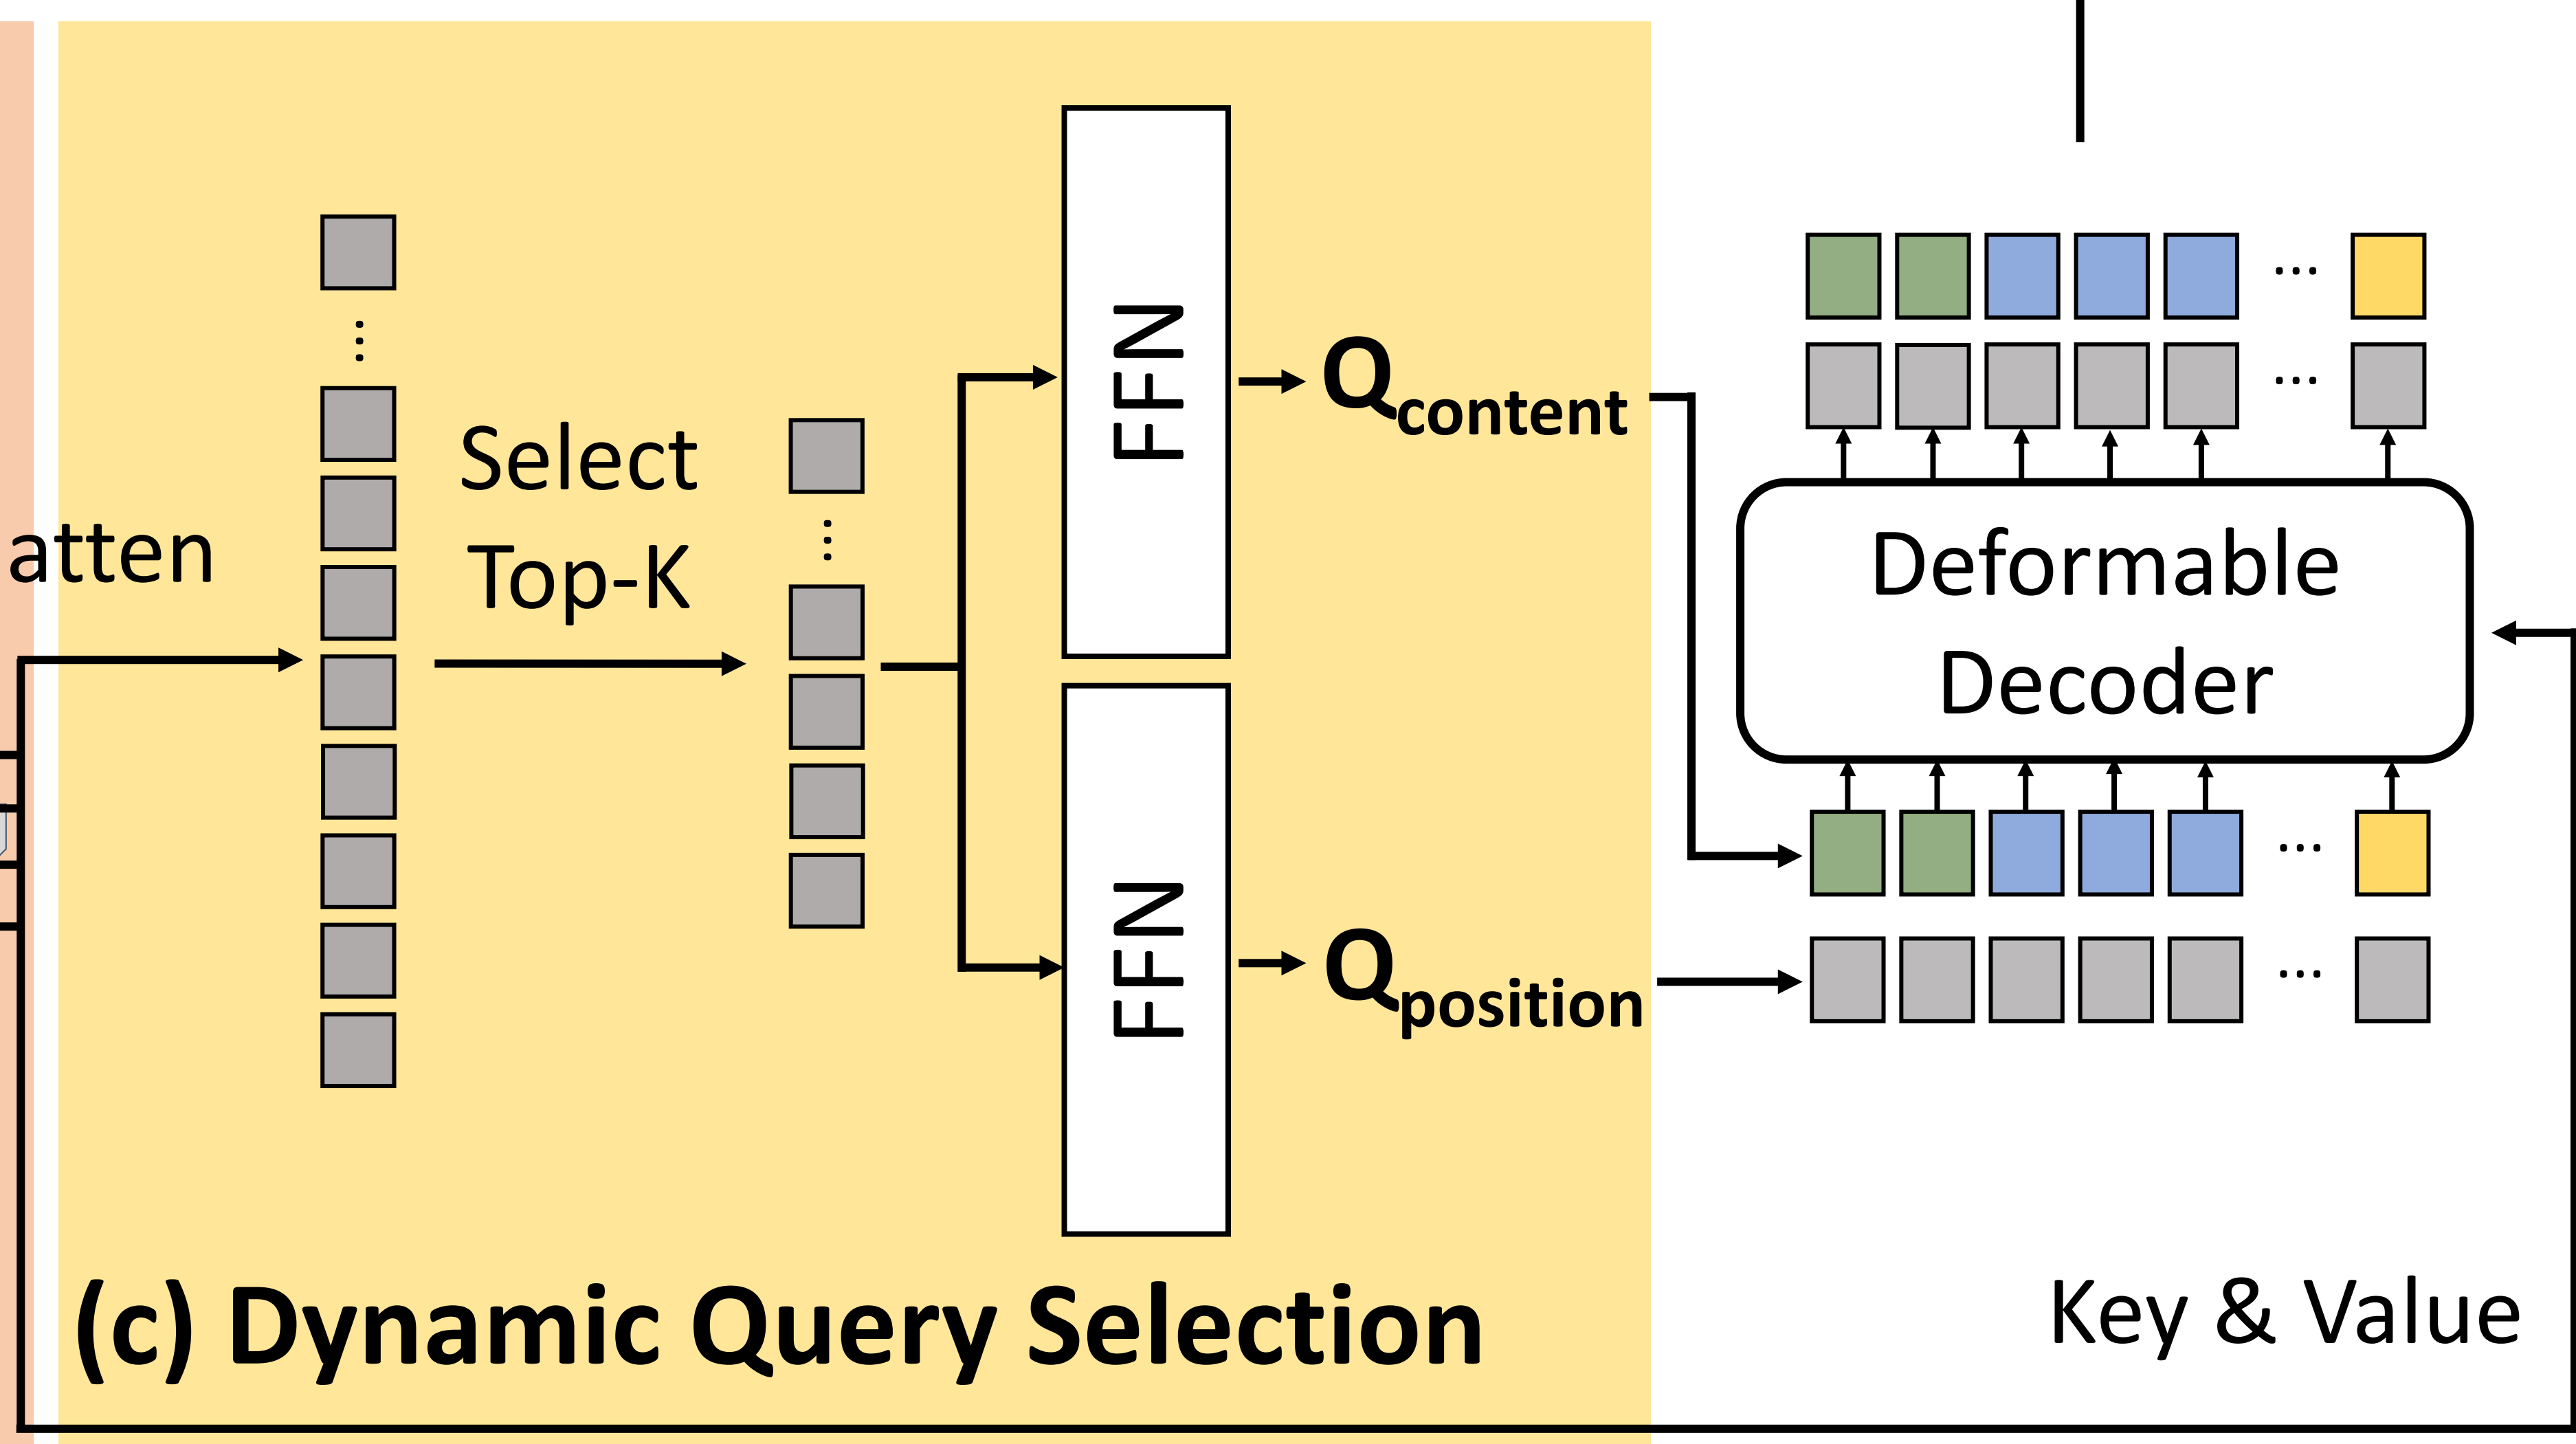 atten
Select
Top-K
FFN
FFN
Qcontent
Qposition
(c) Dynamic Query Selection
Deformable
Decoder
Key & Value